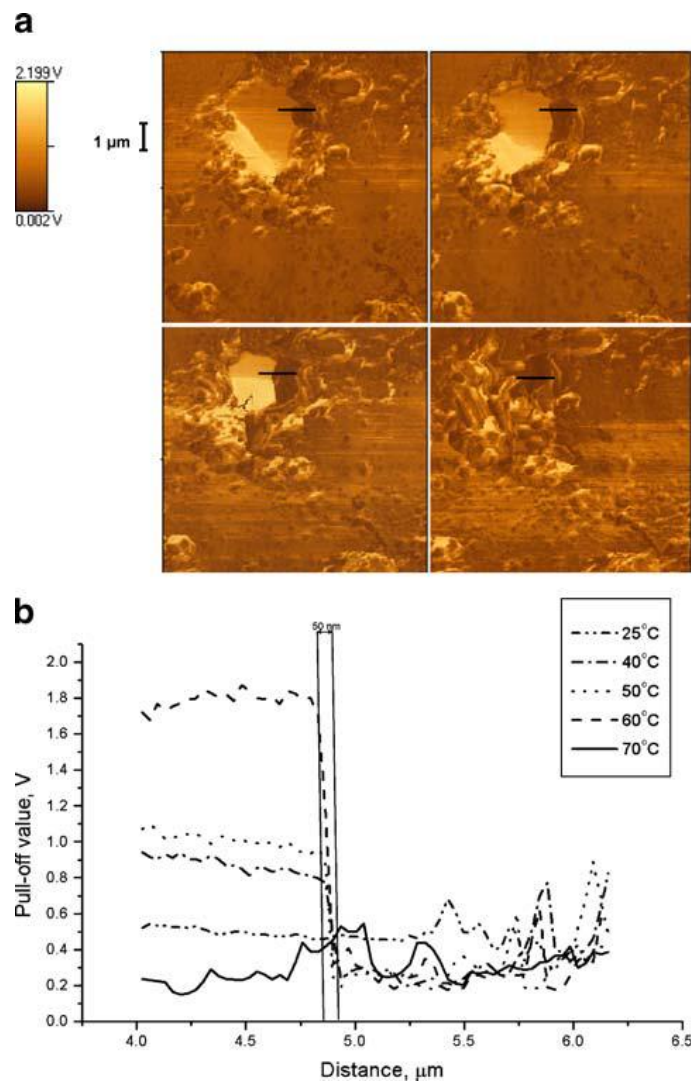 a
2.199 V
1 μm
0.002 V
b
50 nm
25°C
40°C
50°C
60°C
70°C
2.0
1.8
1.6
1.4
1.2
1.0
0.8
0.6
0.4
0.2
0.0
Pull-off value, V
4.0 4.5 5.0 5.5 6.0 6.5
Distance, μm